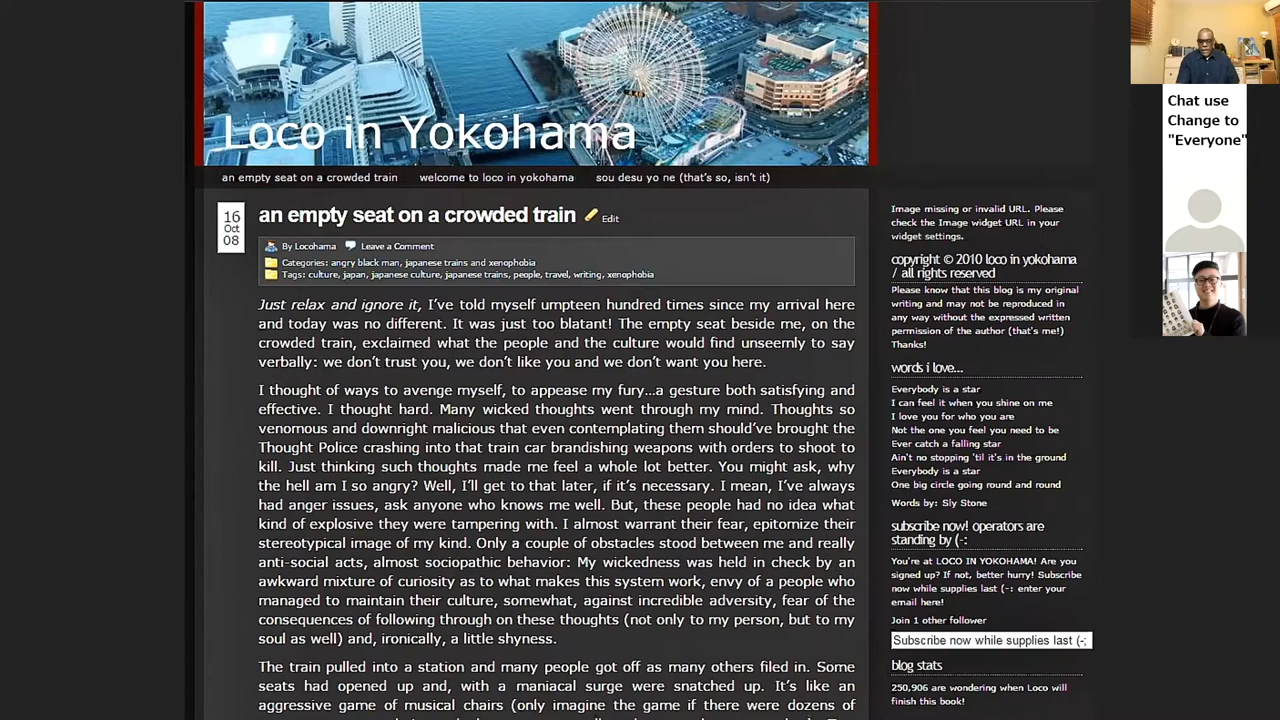 Loco in Yokohama
an empty seat on a crowded train
welcome to loco in yokohama
sou desu yo ne (that's so, isn't it)
16
Oct
08
an empty seat on a crowded train
Edit
By Locohama Leave a Comment
Categories: angry black man, japanese trains and xenophobia
Tags: culture, japan, japanese culture, japanese trains, people, travel, writing, xenophobia
Just relax and ignore it, I've told myself umpteen hundred times since my arrival here
and today was no different. It was just too blatant! The empty seat beside me, on the
crowded train, exclaimed what the people and the culture would find unseemly to say
verbally: we don't trust you, we don't like you and we don't want you here.
I thought of ways to avenge myself, to appease my fury...a gesture both satisfying and
effective. I thought hard. Many wicked thoughts went through my mind. Thoughts so
venomous and downright malicious that even contemplating them should've brought the
Thought Police crashing into that train car brandishing weapons with orders to shoot to
kill. Just thinking such thoughts made me feel a whole lot better. You might ask, why
the hell am I so angry? Well, I'll get to that later, if it's necessary. I mean, I've always
had anger issues, ask anyone who knows me well. But, these people had no idea what
kind of explosive they were tampering with. I almost warrant their fear, epitomize their
stereotypical image of my kind. Only a couple of obstacles stood between me and really
anti-social acts, almost sociopathic behavior: My wickedness was held in check by an
awkward mixture of curiosity as to what makes this system work, envy of a people who
managed to maintain their culture, somewhat, against incredible adversity, fear of the
consequences of following through on these thoughts (not only to my person, but to my
soul as well) and, ironically, a little shyness.
The train pulled into a station and many people got off as many others filed in. Some
seats had opened up and, with a maniacal surge were snatched up. It's like an
aggressive game of musical chairs (only imagine the game if there were dozens of
Image missing or invalid URL. Please
check the Image widget URL in your
widget settings.
copyright © 2010 loco in yokohama
/ all rights reserved
Please know that this blog is my original
writing and may not be reproduced in
any way without the expressed written
permission of the author (that's me!)
Thanks!
words i love...
Everybody is a star
I can feel it when you shine on me
I love you for who you are
Not the one you feel you need to be
Ever catch a falling star
Ain't no stopping 'til it's in the ground
Everybody is a star
One big circle going round and round
Words by: Sly Stone
subscribe now! operators are
standing by (-:
You're at LOCO IN YOKOHAMA! Are you
signed up? If not, better hurry! Subscribe
now while supplies last (-: enter your
email here!
Join 1 other follower
Subscribe now while supplies last (-;
blog stats
250,906 are wondering when Loco will
finish this book!
Chat use
Change to
"Everyone"